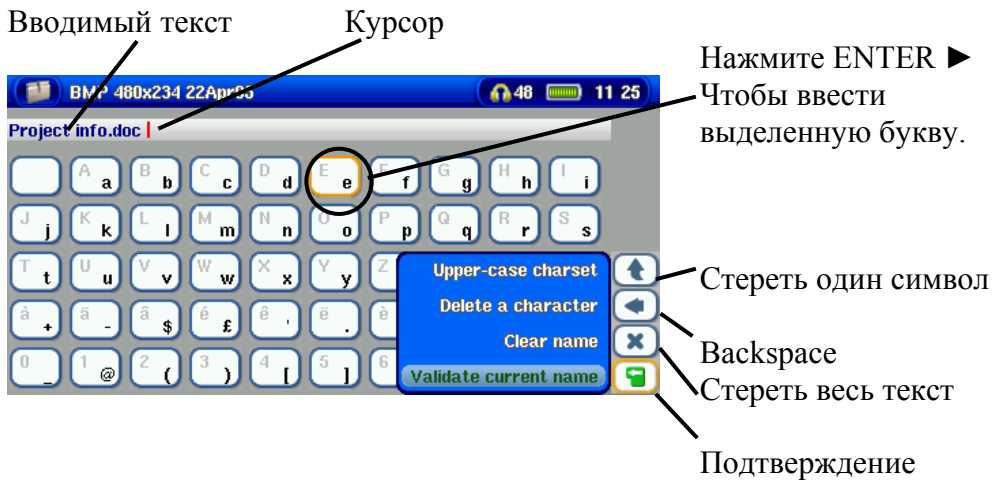 Вводимый текст
Курсор
Нажмите ENTER ►
Чтобы ввести
выделенную букву.
BMP 480x234 22Apr05
48 11 25
Project info.doc
A a B b C c D d E e F f G g H h I i
J j K k L l M m N n O o P p Q q R r S s
T t U u V v W w X x Y y Z
à + ä - â $ é £ ê ' ë . è
0 _ 1 @ 2 ( 3 ) 4 [ 5 ] 6
Upper-case charset
Delete a character
Clear name
Validate current name
Стереть один символ
Backspace
Стереть весь текст
Подтверждение